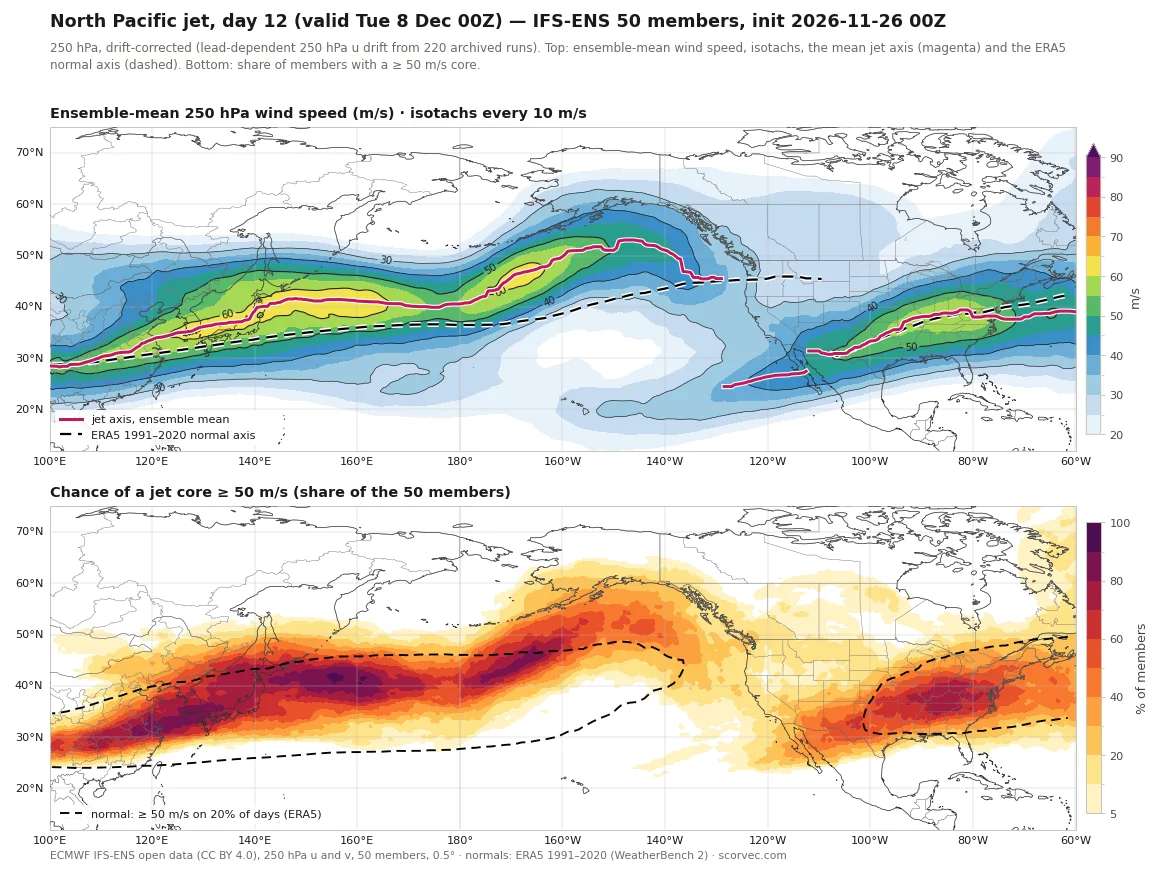 North Pacific jet, day 12 (valid Tue 8 Dec 00Z) — IFS-ENS 50 members, init 2026-11-26 00Z
250 hPa, drift-corrected (lead-dependent 250 hPa u drift from 220 archived runs). Top: ensemble-mean wind speed, isotachs, the mean jet axis (magenta) and the ERA5
normal axis (dashed). Bottom: share of members with a ≥ 50 m/s core.
Ensemble-mean 250 hPa wind speed (m/s) · isotachs every 10 m/s
70°N
60°N
50°N
40°N
30°N
20°N
30
30
30
60
50
60
40
40
50
jet axis, ensemble mean
ERA5 1991–2020 normal axis
100°E 120°E 140°E 160°E 180° 160°W 140°W 120°W 100°W 80°W 60°W
90
80
70
60
50
40
30
20
m/s
Chance of a jet core ≥ 50 m/s (share of the 50 members)
70°N
60°N
50°N
40°N
30°N
20°N
normal: ≥ 50 m/s on 20% of days (ERA5)
100°E 120°E 140°E 160°E 180° 160°W 140°W 120°W 100°W 80°W 60°W
100
80
60
40
20
5
% of members
ECMWF IFS-ENS open data (CC BY 4.0), 250 hPa u and v, 50 members, 0.5° · normals: ERA5 1991–2020 (WeatherBench 2) · scorvec.com